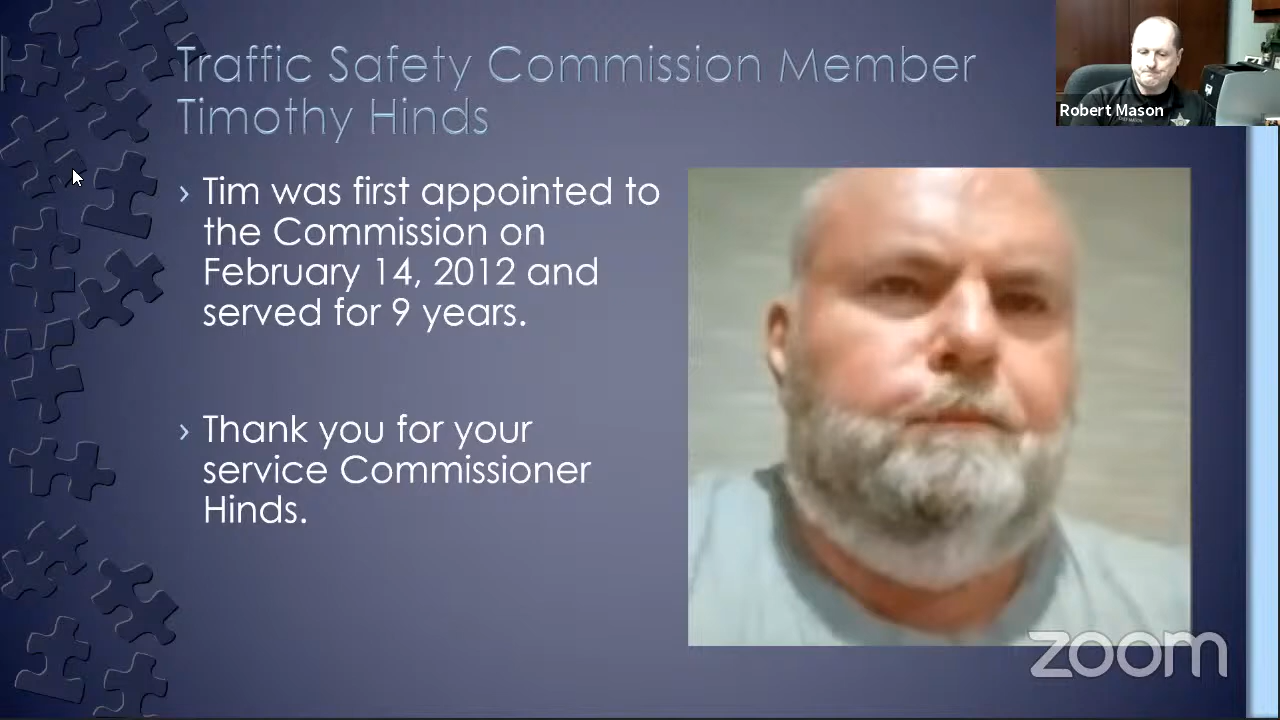 Traffic Safety Commission Member
Timothy Hinds
Robert Mason
› Tim was first appointed to
the Commission on
February 14, 2012 and
served for 9 years.
› Thank you for your
service Commissioner
Hinds.
zoom